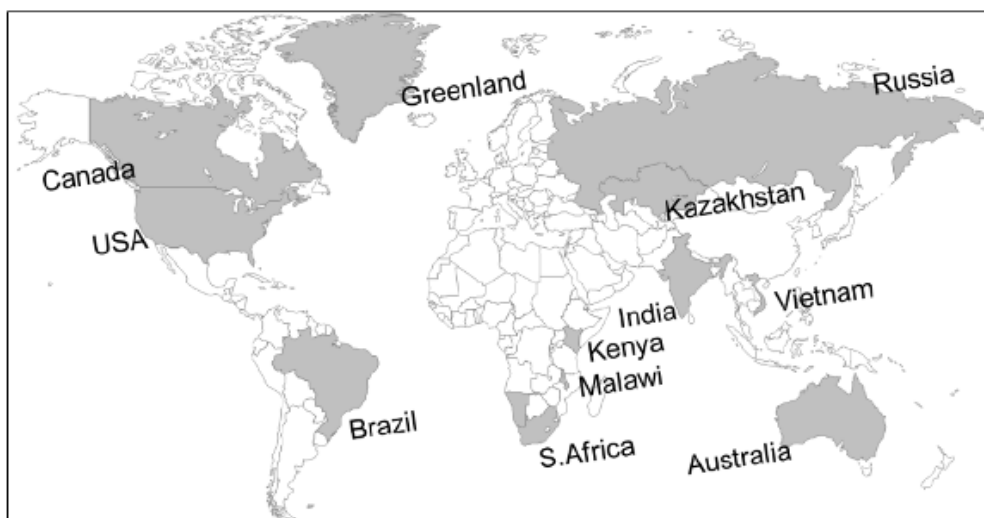 Greenland
Russia
Canada
Kazakhstan
USA
India
Vietnam
Kenya
Malawi
Brazil
S.Africa
Australia